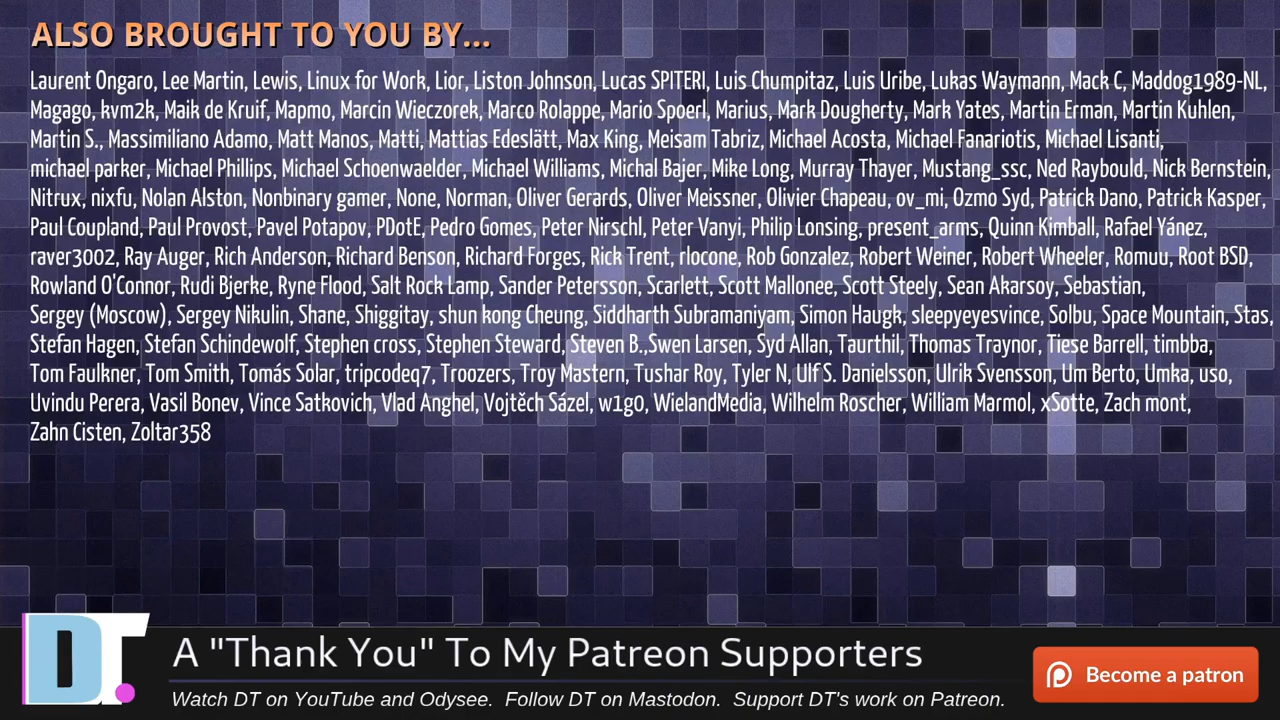 ALSO BROUGHT TO YOU BY...
Laurent Ongaro, Lee Martin, Lewis, Linux for Work, Lior, Liston Johnson, Lucas SPITERI, Luis Chumpitaz, Luis Uribe, Lukas Waymann, Mack C, Maddog1989-NL,
Magago, kvm2k, Maik de Kruif, Mapmo, Marcin Wieczorek, Marco Rolappe, Mario Spoerl, Marius, Mark Dougherty, Mark Yates, Martin Erman, Martin Kuhlen,
Martin S., Massimiliano Adamo, Matt Manos, Matti, Mattias Edeslätt, Max King, Meisam Tabriz, Michael Acosta, Michael Fanariotis, Michael Lisanti,
michael parker, Michael Phillips, Michael Schoenwaelder, Michael Williams, Michal Bajer, Mike Long, Murray Thayer, Mustang_ssc, Ned Raybould, Nick Bernstein,
Nitrux, nixfu, Nolan Alston, Nonbinary gamer, None, Norman, Oliver Gerards, Oliver Meissner, Olivier Chapeau, ov_mi, Ozmo Syd, Patrick Dano, Patrick Kasper,
Paul Coupland, Paul Provost, Pavel Potapov, PDotE, Pedro Gomes, Peter Nirschl, Peter Vanyi, Philip Lonsing, present_arms, Quinn Kimball, Rafael Yánez,
raver3002, Ray Auger, Rich Anderson, Richard Benson, Richard Forges, Rick Trent, rlocone, Rob Gonzalez, Robert Weiner, Robert Wheeler, Romuu, Root BSD,
Rowland O'Connor, Rudi Bjerke, Ryne Flood, Salt Rock Lamp, Sander Petersson, Scarlett, Scott Mallonee, Scott Steely, Sean Akarsoy, Sebastian,
Sergey (Moscow), Sergey Nikulin, Shane, Shiggitay, shun kong Cheung, Siddharth Subramaniyam, Simon Haugk, sleepyeyesvince, Solbu, Space Mountain, Stas,
Stefan Hagen, Stefan Schindewolf, Stephen cross, Stephen Steward, Steven B.,Swen Larsen, Syd Allan, Taurthil, Thomas Traynor, Tiese Barrell, timbba,
Tom Faulkner, Tom Smith, Tomás Solar, tripcodeq7, Troozers, Troy Mastern, Tushar Roy, Tyler N, Ulf S. Danielsson, Ulrik Svensson, Um Berto, Umka, uso,
Uvindu Perera, Vasil Bonev, Vince Satkovich, Vlad Anghel, Vojtěch Sázel, w1g0, WielandMedia, Wilhelm Roscher, William Marmol, xSotte, Zach mont,
Zahn Cisten, Zoltar358
DT.
A "Thank You" To My Patreon Supporters
Watch DT on YouTube and Odysee. Follow DT on Mastodon. Support DT's work on Patreon.
Become a patron